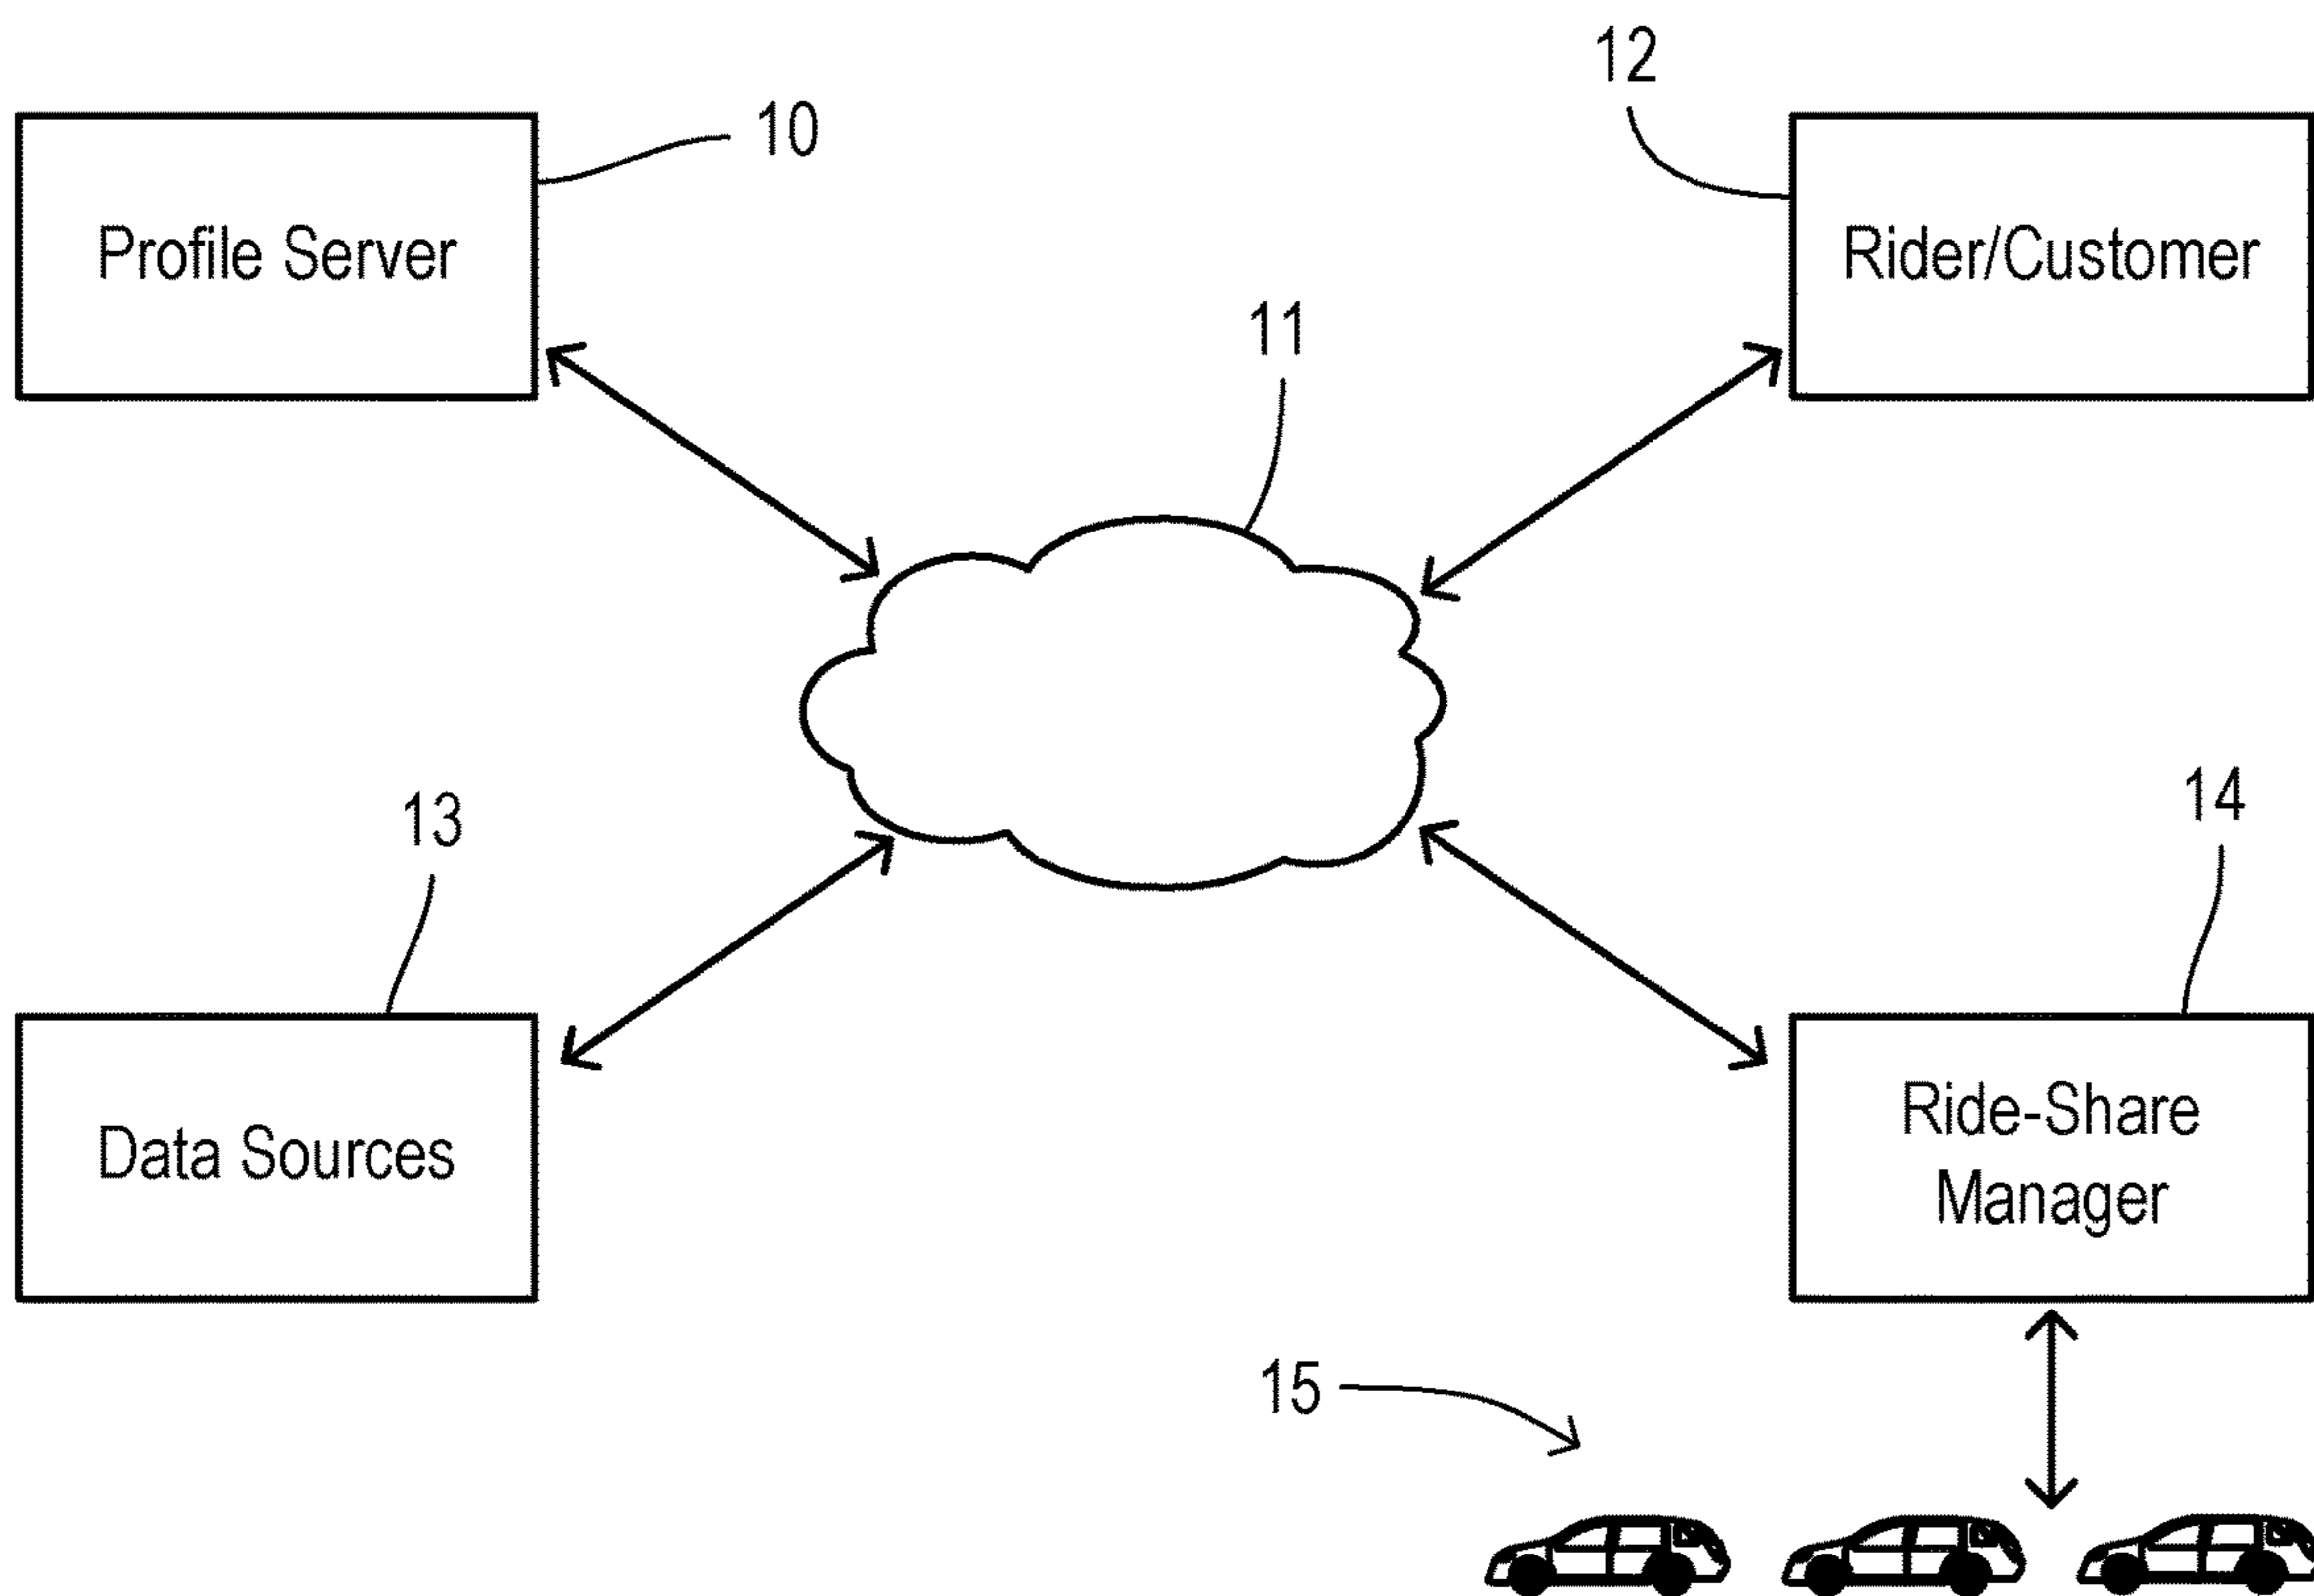 12
10
Profile Server
Rider/Customer
11
13
14
Data Sources
Ride-Share
Manager
15